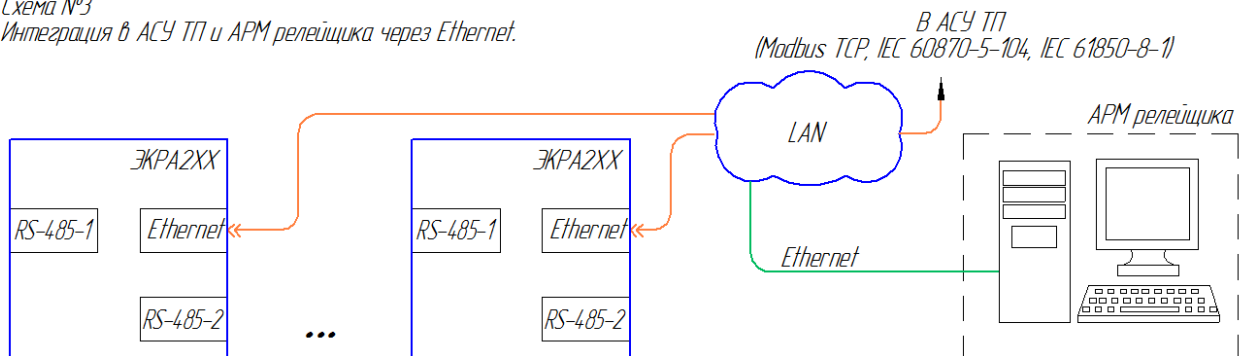 Схема №3
Интеграция в АСУ ТП и АРМ релейщика через Ethernet.
В АСУ ТП
(Modbus TCP, IEC 60870-5-104, IEC 61850-8-1)
LAN
АРМ релейщика
ЭКРА2ХХ
ЭКРА2ХХ
RS-485-1
Ethernet
RS-485-1
Ethernet
Ethernet
RS-485-2
...
RS-485-2